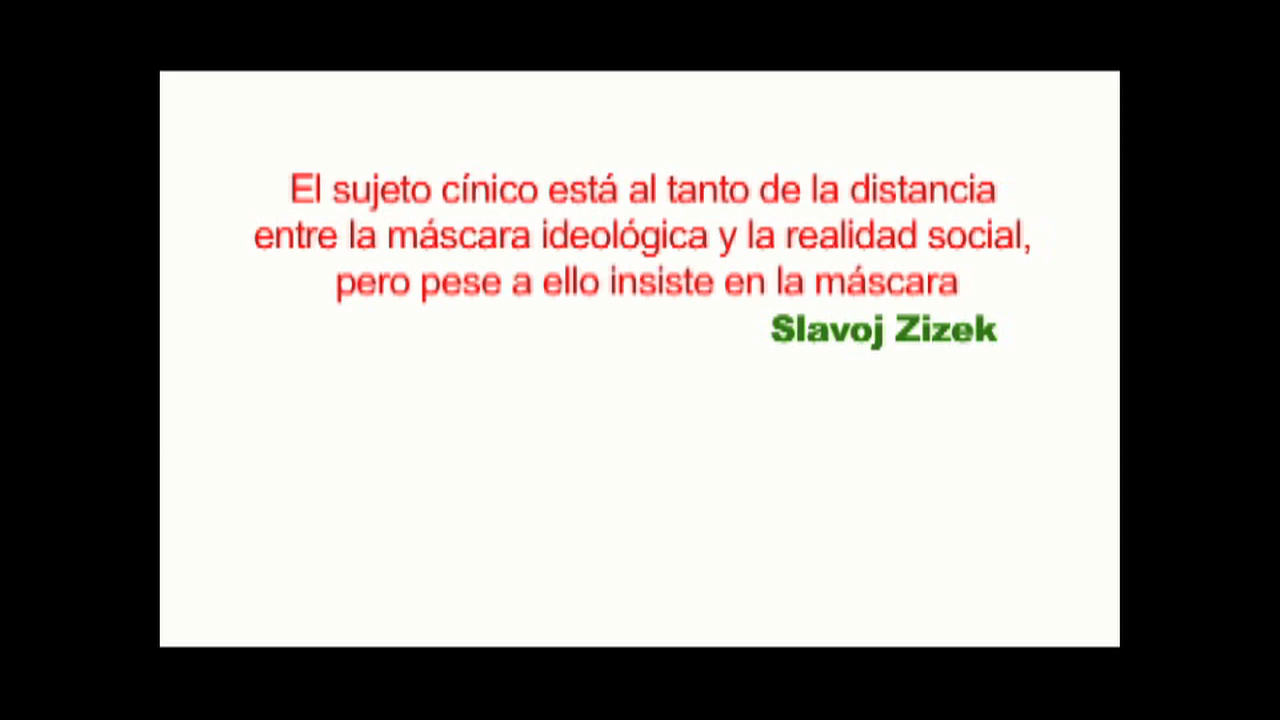 El sujeto cínico está al tanto de la distancia
entre la máscara ideológica y la realidad social,
pero pese a ello insiste en la máscara
Slavoj Zizek